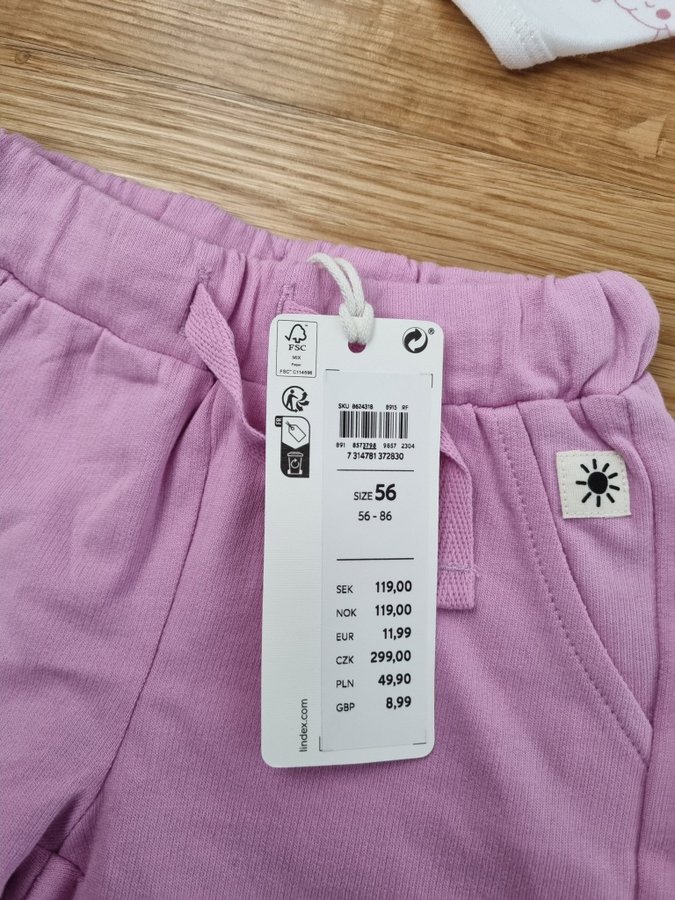 FSC
MIX
Paper
FSC® C114698
®
SKU 8624318 8915 RF
891 8573798 9857 2304
7 314781 372830
SIZE 56
56 - 86
SEK 119,00
NOK 119,00
EUR 11,99
CZK 299,00
PLN 49,90
GBP 8,99
lindex.com